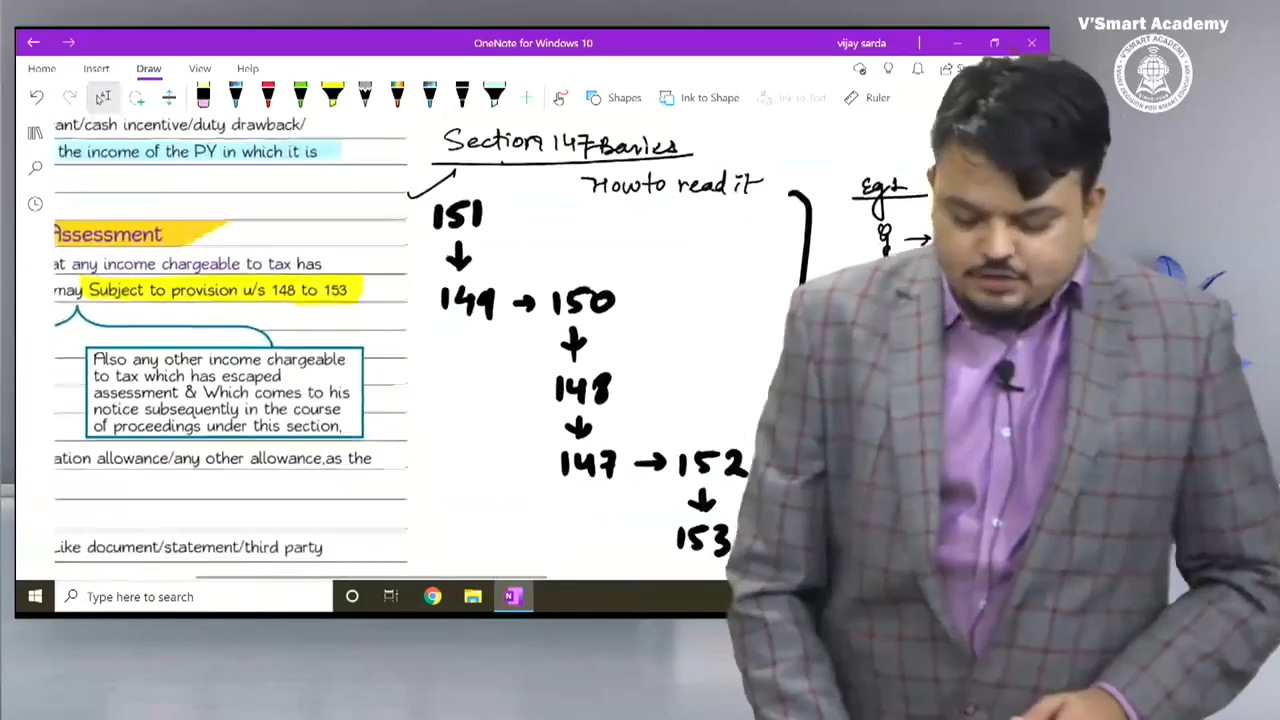 V'Smart Academy
OneNote for Windows 10
vijay sarda
Home Insert Draw View Help
Shapes Ink to Shape Ink to Text Ruler
ant/cash incentive/duty drawback/
the income of the PY in which it is
Assessment
at any income chargeable to tax has
may Subject to provision u/s 148 to 153
Also any other income chargeable
to tax which has escaped
assessment & Which comes to his
notice subsequently in the course
of proceedings under this section,
ation allowance/any other allowance,as the
Like document/statement/third party
Section 147 Basics
How to read it
151
149 → 150
148
147 → 152
153
Eg 1
Type here to search